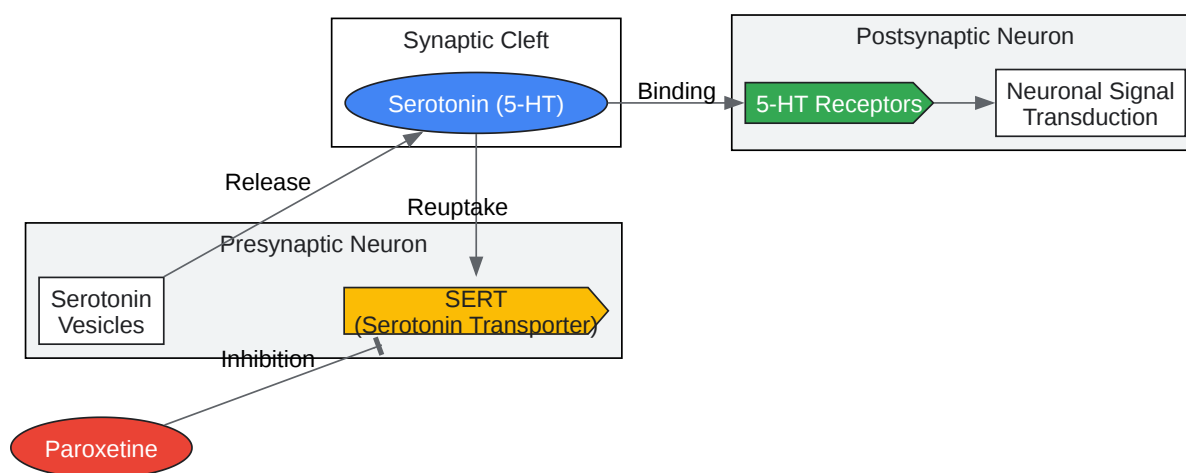 Synaptic Cleft
Serotonin (5-HT)
Binding
Postsynaptic Neuron
5-HT Receptors
Neuronal Signal
Transduction
Release
Reuptake
Presynaptic Neuron
Serotonin
Vesicles
SERT
(Serotonin Transporter)
Inhibition
Paroxetine